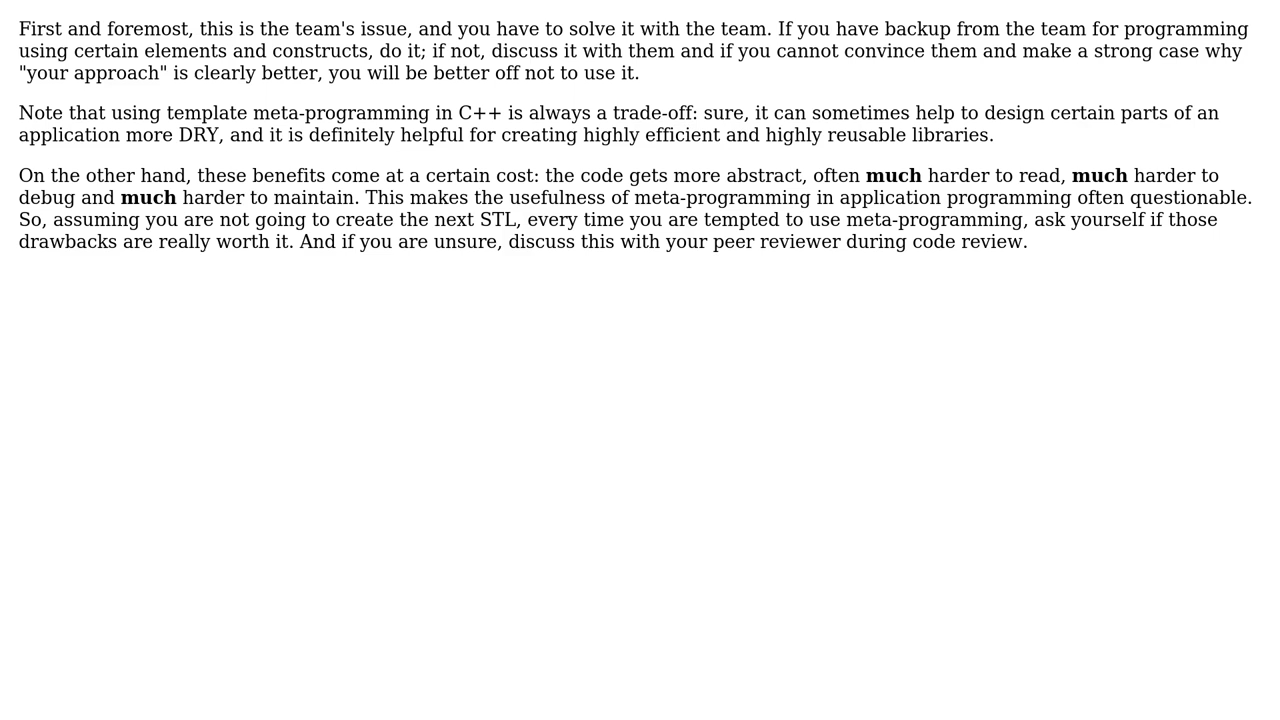 First and foremost, this is the team's issue, and you have to solve it with the team. If you have backup from the team for programming
using certain elements and constructs, do it; if not, discuss it with them and if you cannot convince them and make a strong case why
"your approach" is clearly better, you will be better off not to use it.
Note that using template meta-programming in C++ is always a trade-off: sure, it can sometimes help to design certain parts of an
application more DRY, and it is definitely helpful for creating highly efficient and highly reusable libraries.
On the other hand, these benefits come at a certain cost: the code gets more abstract, often much harder to read, much harder to
debug and much harder to maintain. This makes the usefulness of meta-programming in application programming often questionable.
So, assuming you are not going to create the next STL, every time you are tempted to use meta-programming, ask yourself if those
drawbacks are really worth it. And if you are unsure, discuss this with your peer reviewer during code review.